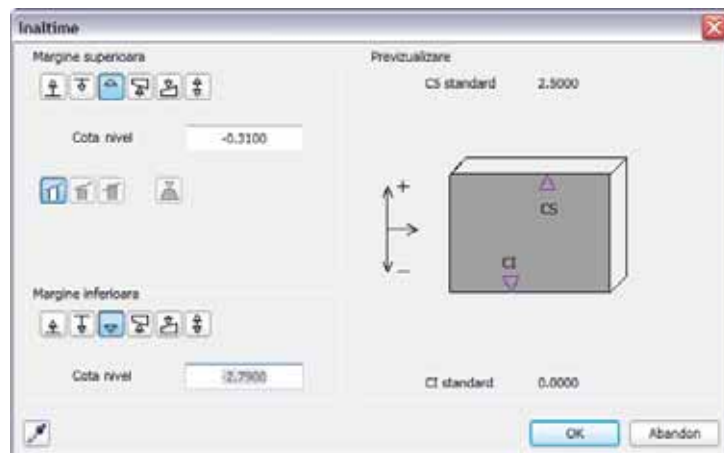 Inaltime
Margine superioara
Cota nivel -0.3100
Margine inferioara
Cota nivel -2.7900
Previzualizare
CS standard 2.5000
+
CS
CI
–
CI standard 0.0000
OK Abandon